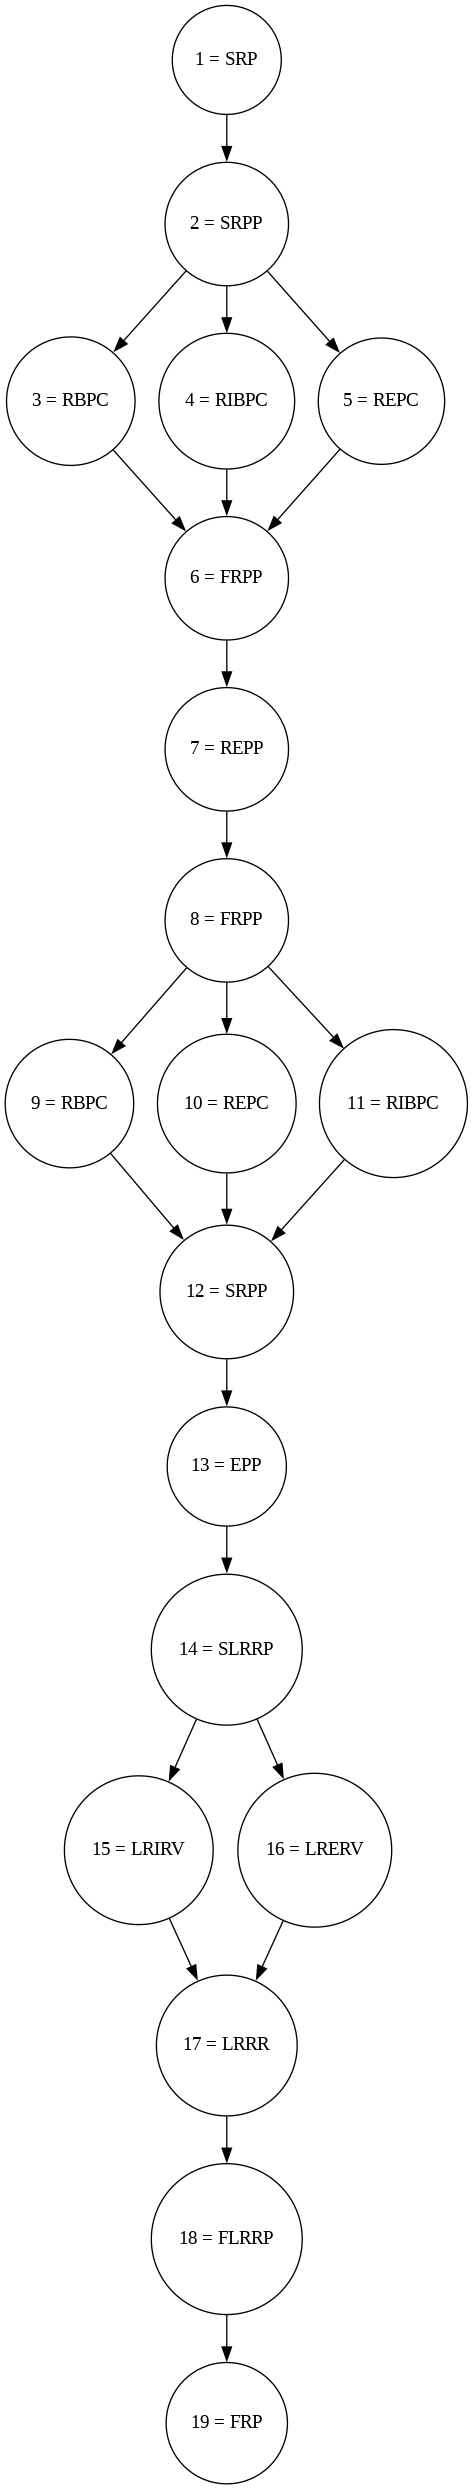 1 = SRP
2 = SRPP
3 = RBPC
4 = RIBPC
5 = REPC
6 = FRPP
7 = REPP
8 = FRPP
9 = RBPC
10 = REPC
11 = RIBPC
12 = SRPP
13 = EPP
14 = SLRRP
15 = LRIRV
16 = LRERV
17 = LRRR
18 = FLRRP
19 = FRP